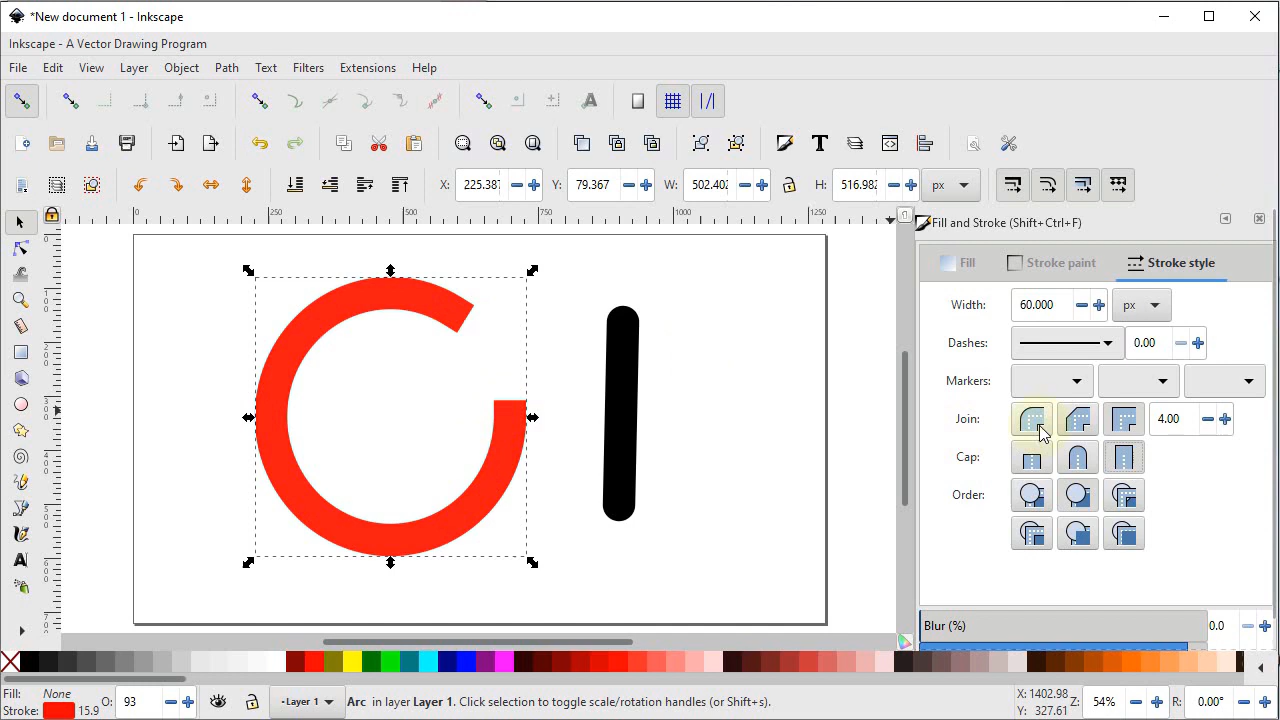 *New document 1 - Inkscape
Inkscape - A Vector Drawing Program
File Edit View Layer Object Path Text Filters Extensions Help
X: 225.387 Y: 79.367 W: 502.402 H: 516.982 px
0 250 500 750 1000 1250
Fill and Stroke (Shift+Ctrl+F)
Fill Stroke paint Stroke style
Width: 60.000 px
Dashes: 0.00
Markers:
Join: 4.00
Cap:
Order:
Blur (%) 0.0
Fill: None
Stroke: 15.9
O: 93
Layer 1
Arc in layer Layer 1. Click selection to toggle scale/rotation handles (or Shift+s).
X: 1402.98
Y: 327.61
Z: 54% R: 0.00°